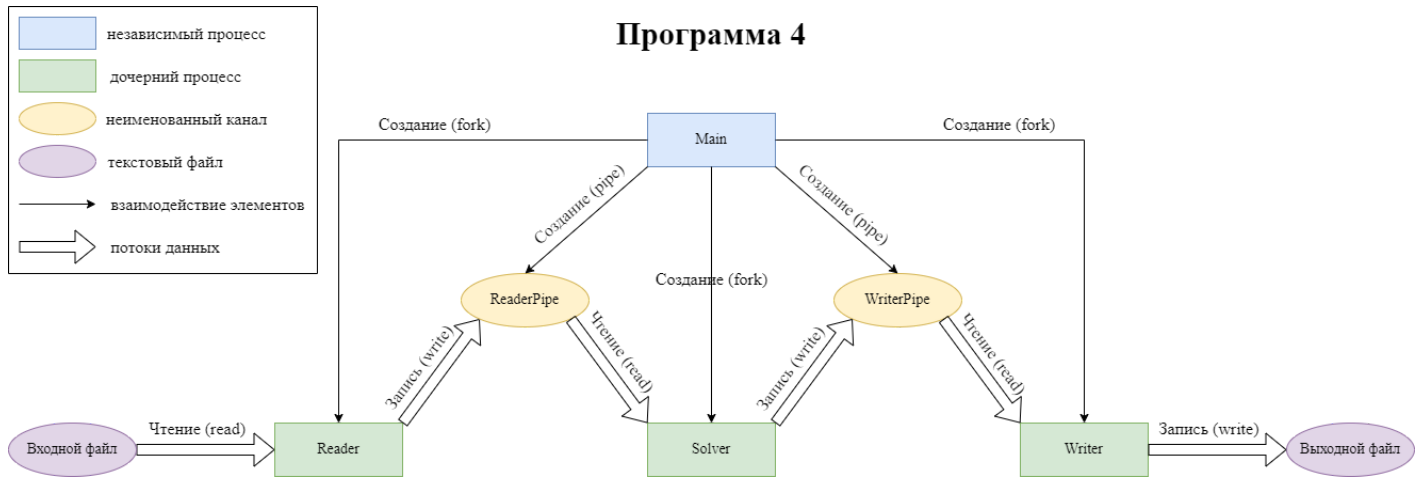 Программа 4
независимый процесс
дочерний процесс
неименованный канал
текстовый файл
взаимодействие элементов
потоки данных
Создание (fork)
Main
Создание (fork)
Создание (pipe)
Создание (pipe)
Создание (fork)
ReaderPipe
WriterPipe
Запись (write)
Чтение (read)
Запись (write)
Чтение (read)
Входной файл
Чтение (read)
Reader
Solver
Writer
Запись (write)
Выходной файл